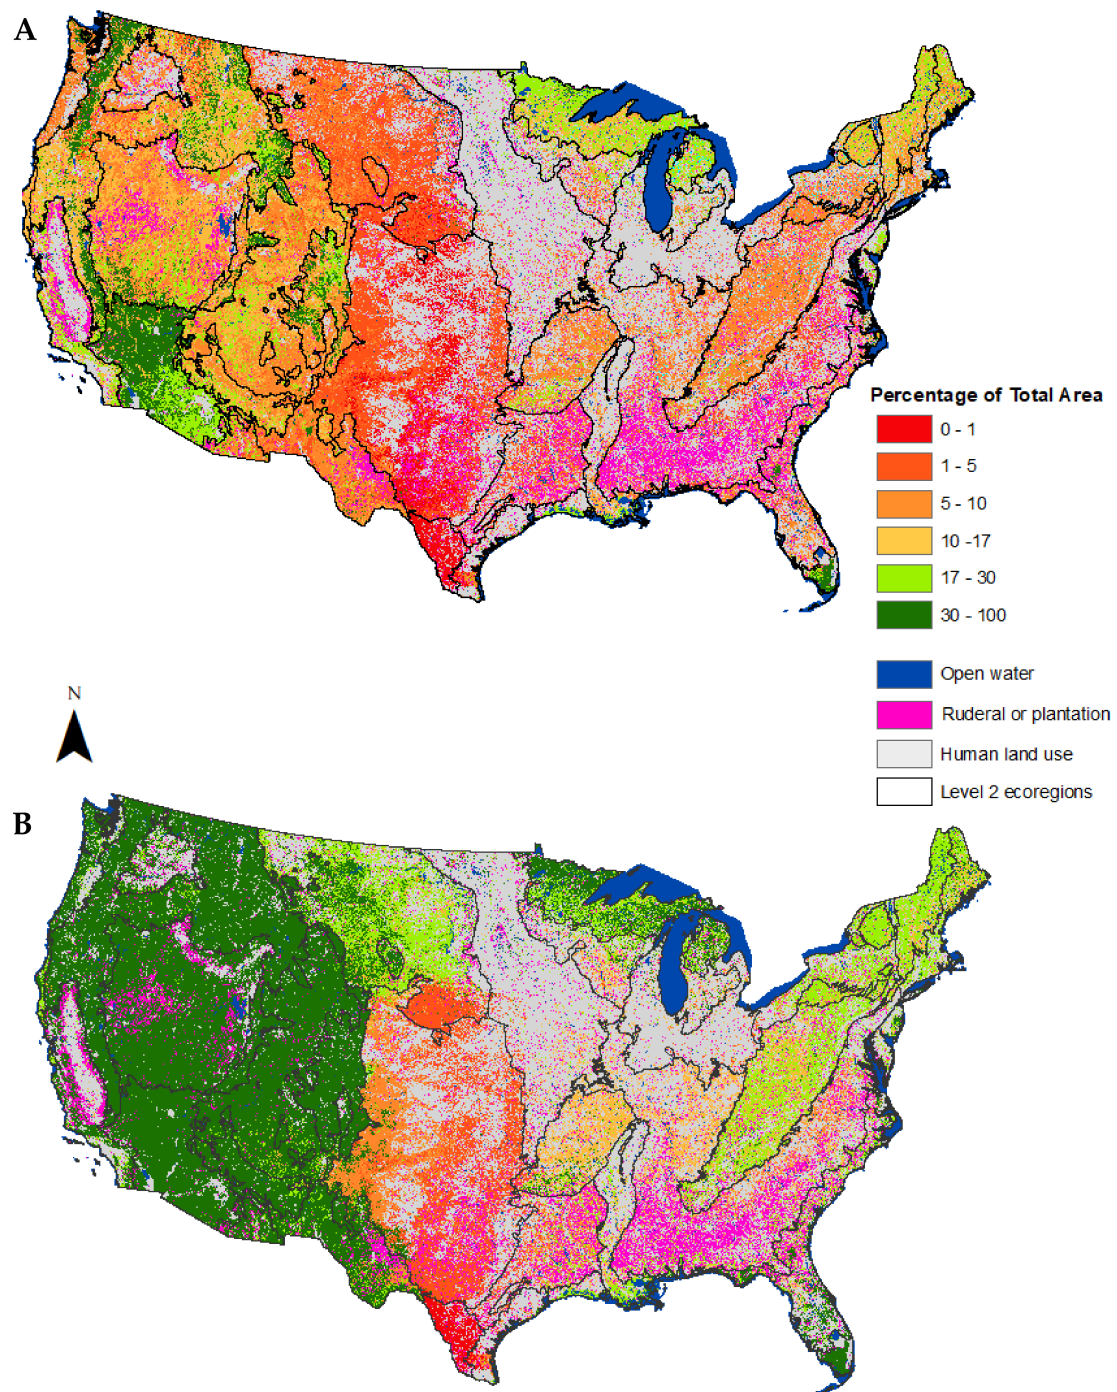 A
Percentage of Total Area
0 - 1
1 - 5
5 - 10
10 -17
17 - 30
30 - 100
Open water
Ruderal or plantation
Human land use
Level 2 ecoregions
N
B